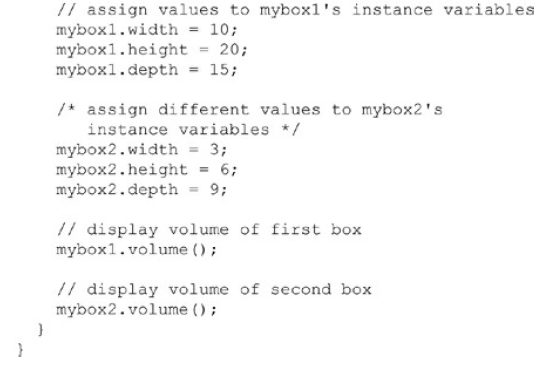 // assign values to mybox1's instance variables
mybox1.width = 10;
mybox1.height = 20;
mybox1.depth = 15;
/* assign different values to mybox2's
instance variables */
mybox2.width = 3;
mybox2.height = 6;
mybox2.depth = 9;
// display volume of first box
mybox1.volume();
// display volume of second box
mybox2.volume();
}
}